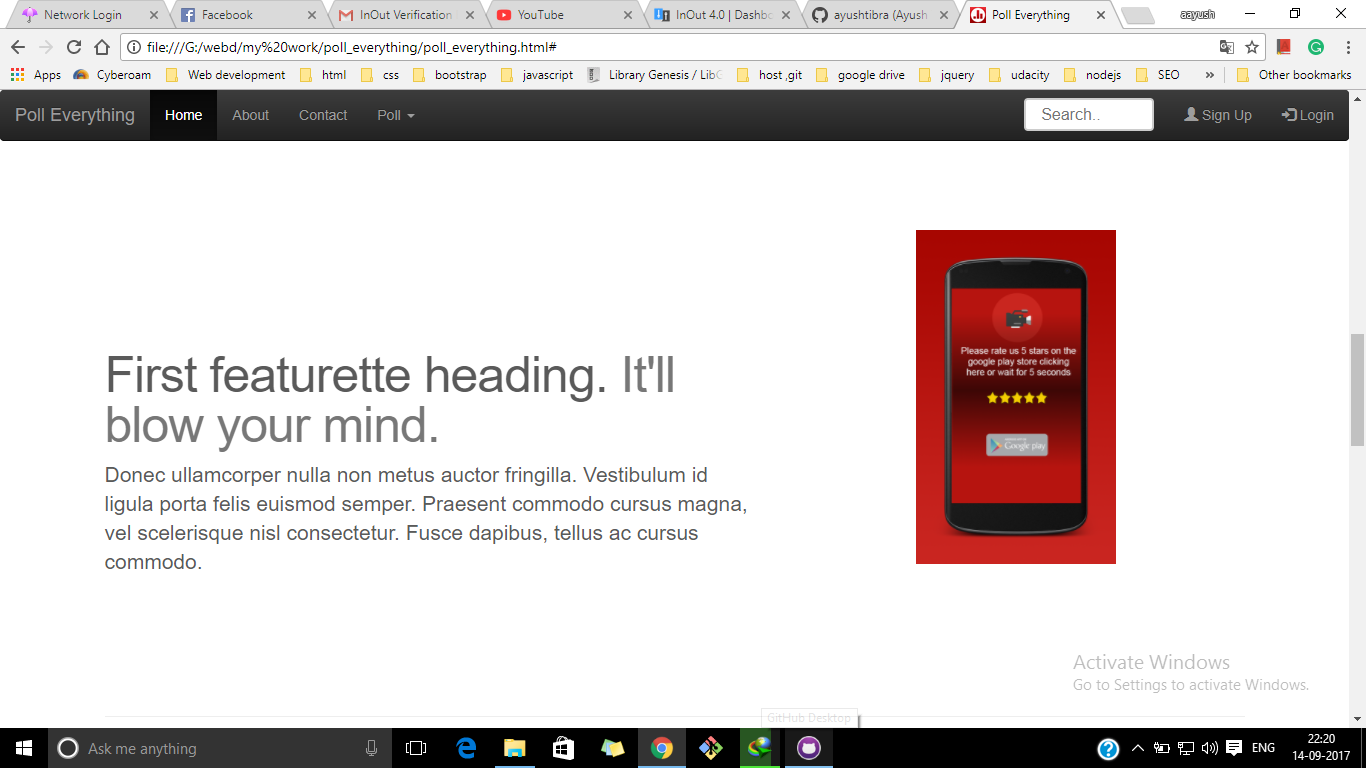 Network Login
Facebook
InOut Verification
YouTube
InOut 4.0 | Dashbo
ayushtibra (Ayush
Poll Everything
aayush
file:///G:/webd/my%20work/poll_everything/poll_everything.html#
Apps
Cyberoam
Web development
html
css
bootstrap
javascript
Library Genesis / LibG
host ,git
google drive
jquery
udacity
nodejs
SEO
»
Other bookmarks
Poll Everything
Home
About
Contact
Poll
Search..
Sign Up
Login
First featurette heading. It'll
blow your mind.
Donec ullamcorper nulla non metus auctor fringilla. Vestibulum id
ligula porta felis euismod semper. Praesent commodo cursus magna,
vel scelerisque nisl consectetur. Fusce dapibus, tellus ac cursus
commodo.
Please rate us 5 stars on the
google play store clicking
here or wait for 5 seconds
Google play
Activate Windows
Go to Settings to activate Windows.
GitHub Desktop
Ask me anything
ENG
22:20
14-09-2017